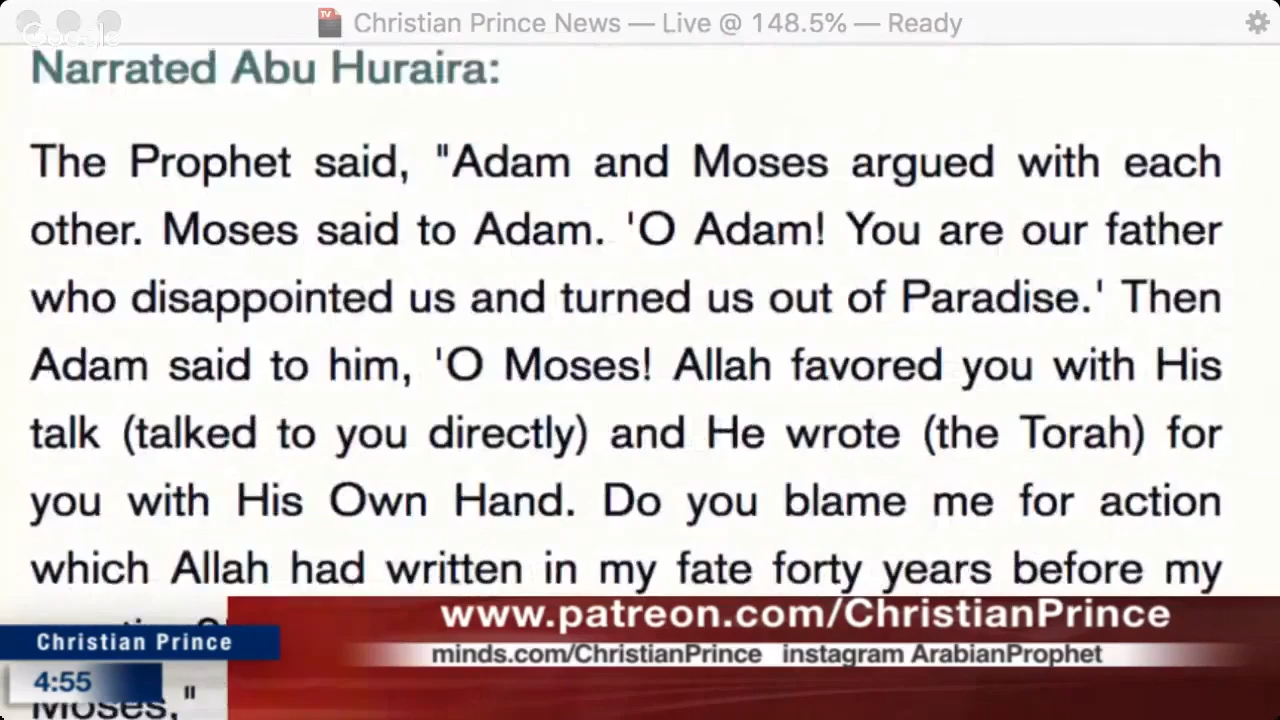 Christian Prince News — Live @ 148.5% — Ready
Google
Narrated Abu Huraira:
The Prophet said, "Adam and Moses argued with each
other. Moses said to Adam. 'O Adam! You are our father
who disappointed us and turned us out of Paradise.' Then
Adam said to him, 'O Moses! Allah favored you with His
talk (talked to you directly) and He wrote (the Torah) for
you with His Own Hand. Do you blame me for action
which Allah had written in my fate forty years before my
www.patreon.com/ChristianPrince
Christian Prince
minds.com/ChristianPrince instagram ArabianProphet
4:55
Moses,"